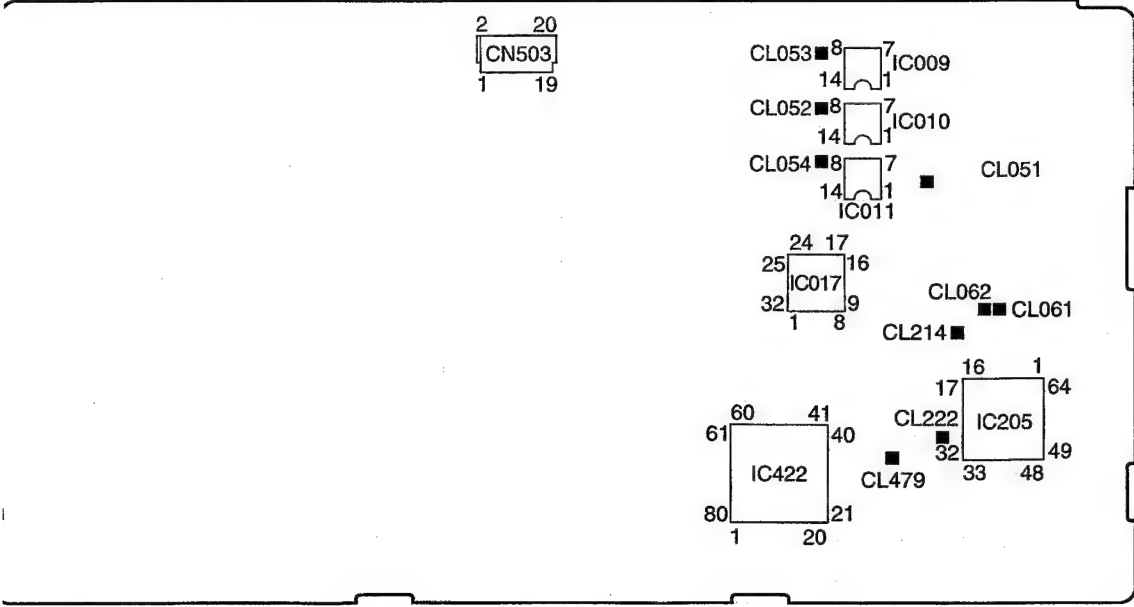 2 20
CN503
1 19
CL053 8 7 IC009
14 1
CL052 8 7 IC010
14 1
CL054 8 7 CL051
14 1
IC011
24 17
25 16
IC017
32 9
1 8
CL062
CL061
CL214
16 1
17 64
60 41
61 40
CL222 IC205
32 49
33 48
IC422
CL479
80 21
1 20